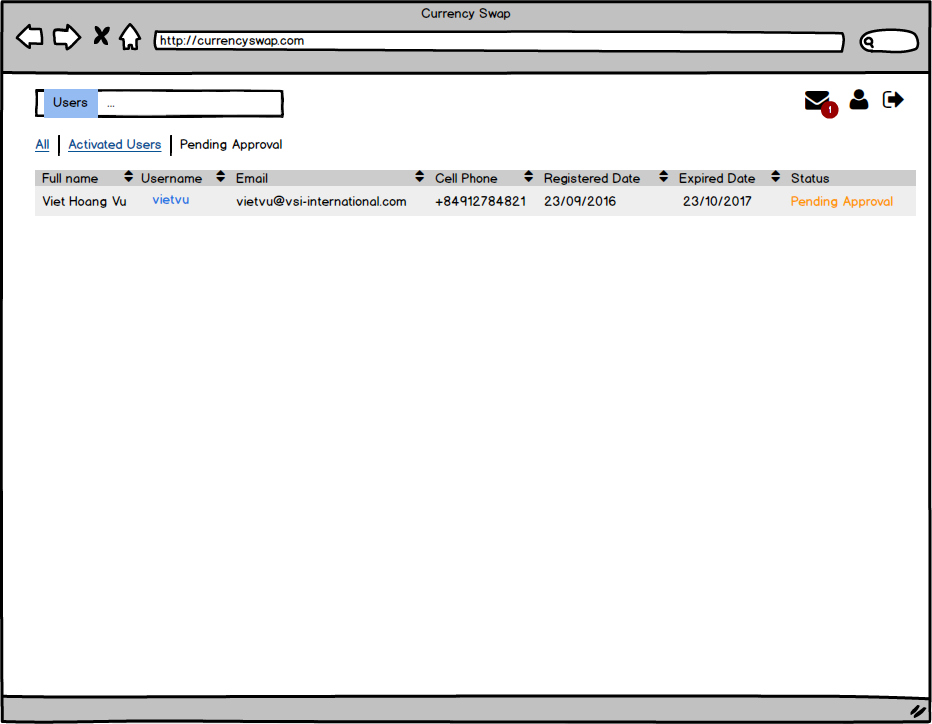 Currency Swap
http://currencyswap.com
Users ...
1
All Activated Users Pending Approval
Full name Username Email Cell Phone Registered Date Expired Date Status
Viet Hoang Vu vietvu vietvu@vsi-international.com +84912784821 23/09/2016 23/10/2017 Pending Approval